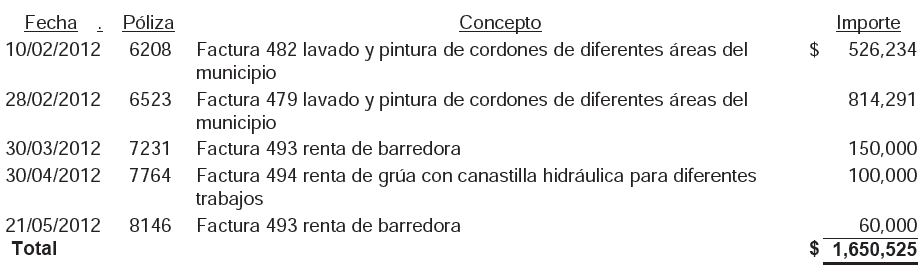 Fecha . Póliza Concepto Importe
10/02/2012 6208 Factura 482 lavado y pintura de cordones de diferentes áreas del $ 526,234
municipio
28/02/2012 6523 Factura 479 lavado y pintura de cordones de diferentes áreas del 814,291
municipio
30/03/2012 7231 Factura 493 renta de barredora 150,000
30/04/2012 7764 Factura 494 renta de grúa con canastilla hidráulica para diferentes 100,000
trabajos
21/05/2012 8146 Factura 493 renta de barredora 60,000
Total $ 1,650,525